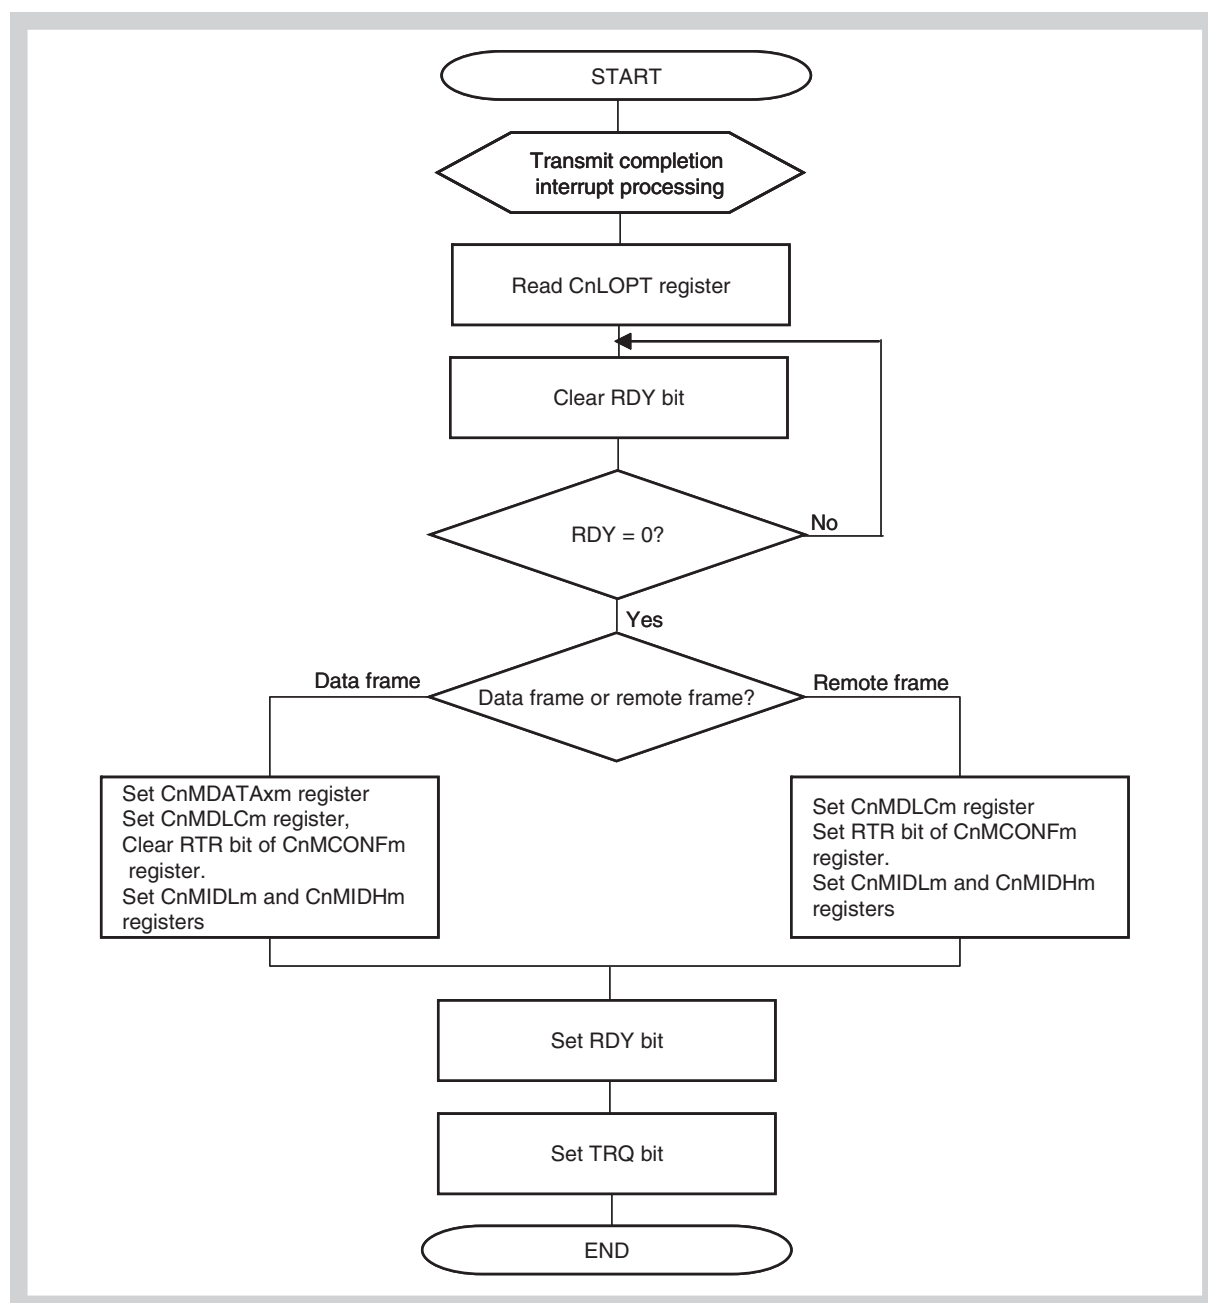 START
Transmit completion
interrupt processing
Read CnLOPT register
Clear RDY bit
RDY = 0?
No
Yes
Data frame
Data frame or remote frame?
Remote frame
Set CnMDATAxm register
Set CnMDLCm register,
Clear RTR bit of CnMCONFm
register.
Set CnMIDLm and CnMIDHm
registers
Set CnMDLCm register
Set RTR bit of CnMCONFm
register.
Set CnMIDLm and CnMIDHm
registers
Set RDY bit
Set TRQ bit
END